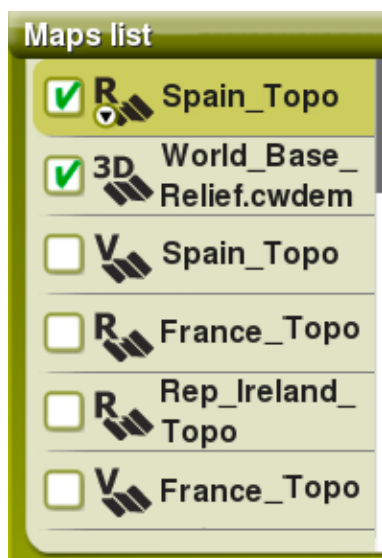 Maps list
R Spain_Topo
3D World_Base_
Relief.cwdem
V Spain_Topo
R France_Topo
R Rep_Ireland_
Topo
V France_Topo